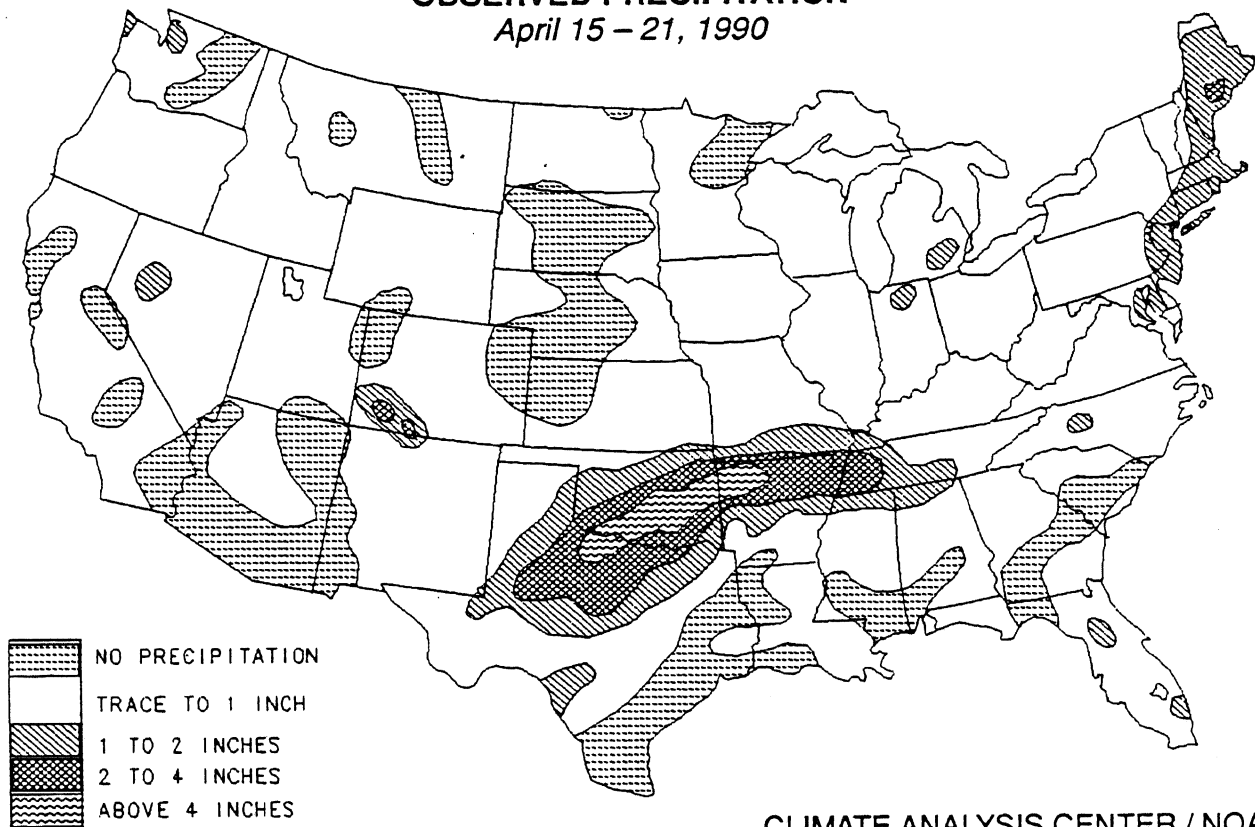 OBSERVED PRECIPITATION
April 15 – 21, 1990
NO PRECIPITATION
TRACE TO 1 INCH
1 TO 2 INCHES
2 TO 4 INCHES
ABOVE 4 INCHES
CLIMATE ANALYSIS CENTER / NOA